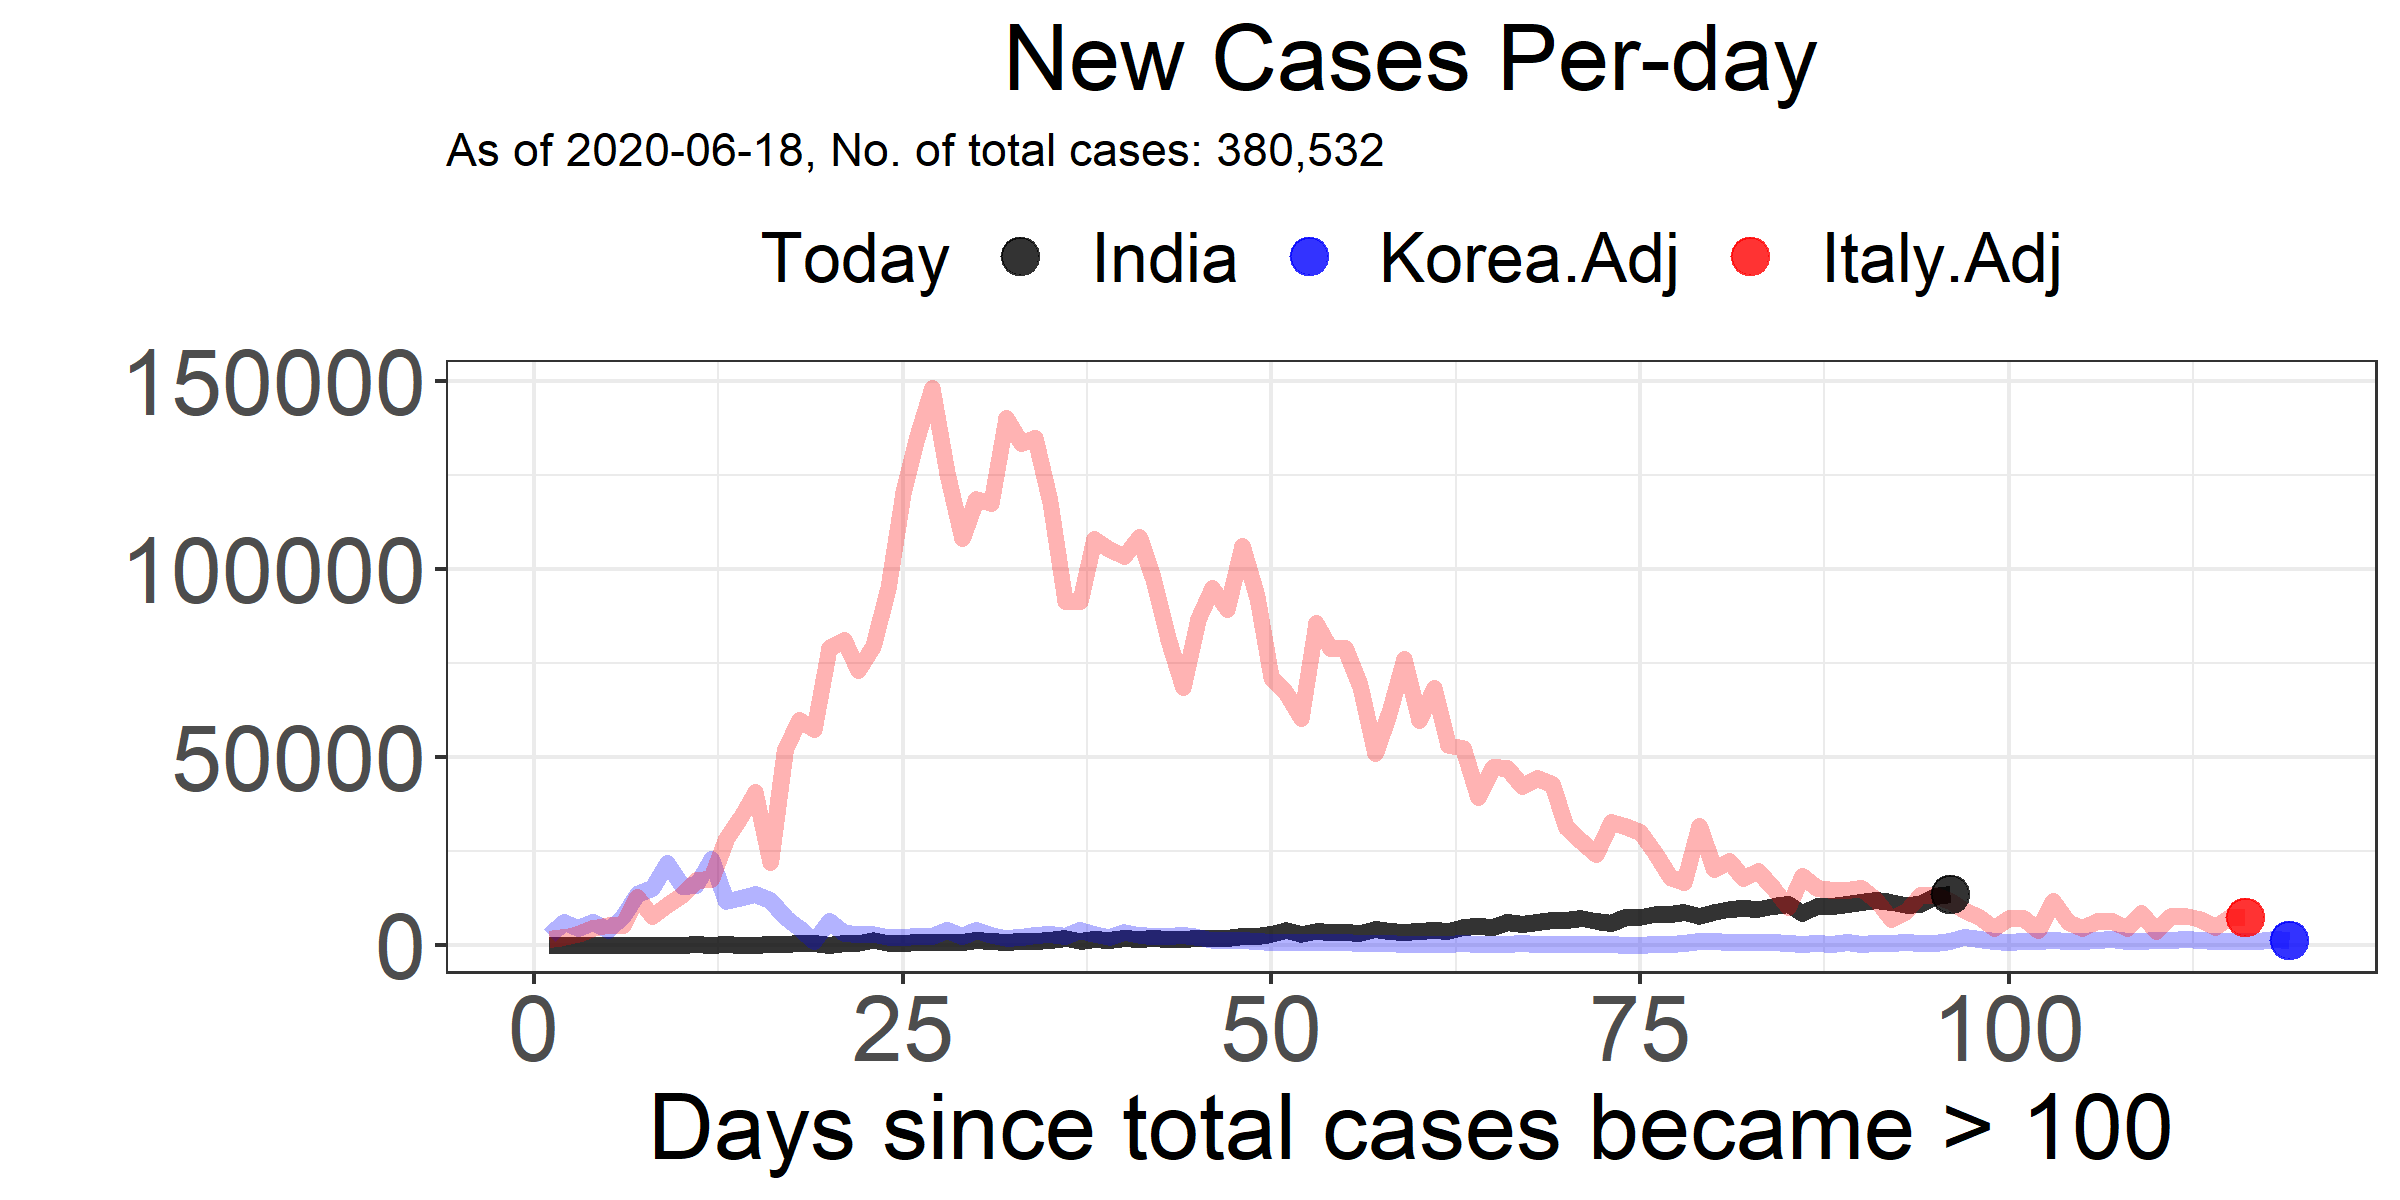 New Cases Per-day
As of 2020-06-18, No. of total cases: 380,532
Today India Korea.Adj Italy.Adj
150000
100000
50000
0
0 25 50 75 100
Days since total cases became > 100